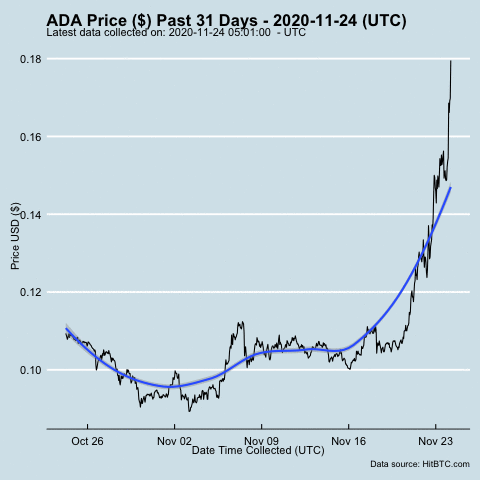 ADA Price ($) Past 31 Days - 2020-11-24 (UTC)
Latest data collected on: 2020-11-24 05:01:00 - UTC
0.18
0.16
0.14
0.12
0.10
Price USD ($)
Oct 26 Nov 02 Nov 09 Nov 16 Nov 23
Date Time Collected (UTC)
Data source: HitBTC.com